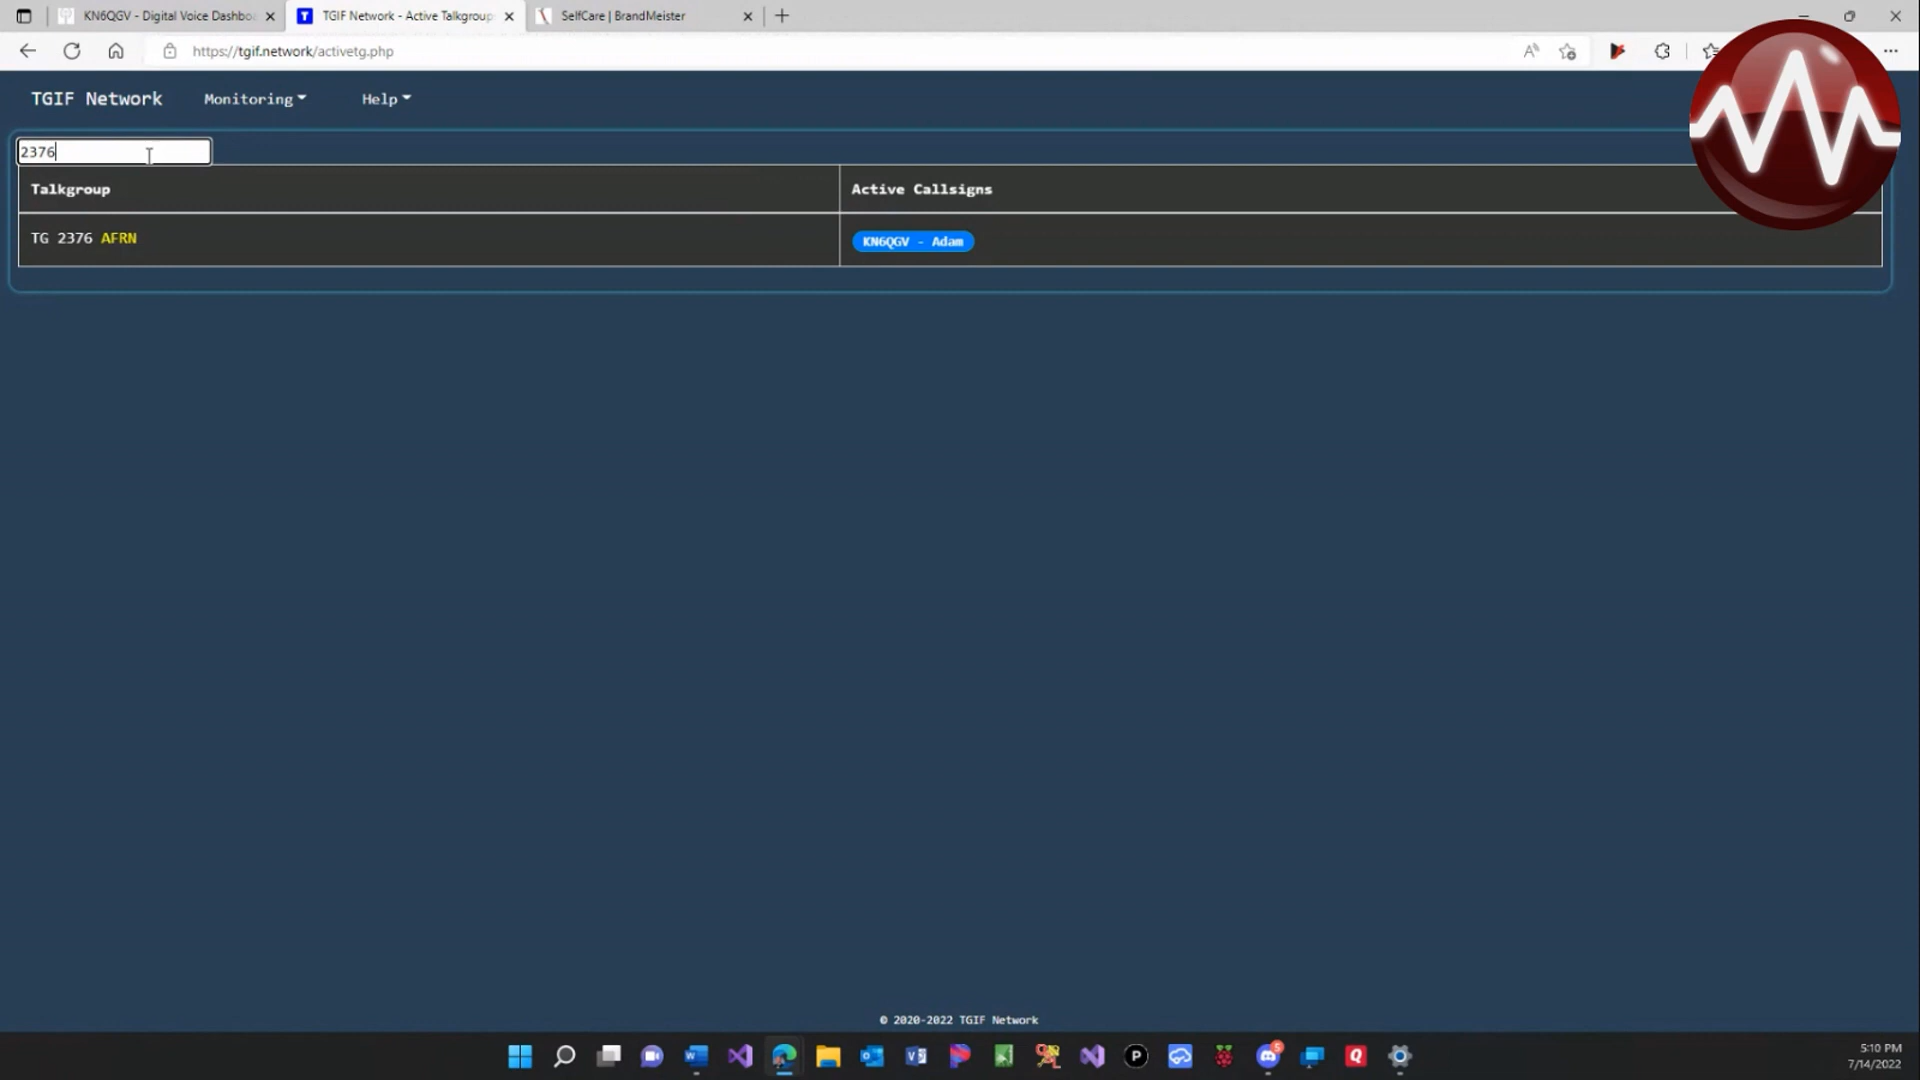 KN6QGV - Digital Voice Dashbo
TGIF Network - Active Talkgroup
SelfCare | BrandMeister
https://tgif.network/activetg.php
TGIF Network
Monitoring
Help
2376
Talkgroup
Active Callsigns
TG 2376 AFRN
KN6QGV - Adam
© 2020-2022 TGIF Network
5:10 PM
7/14/2022